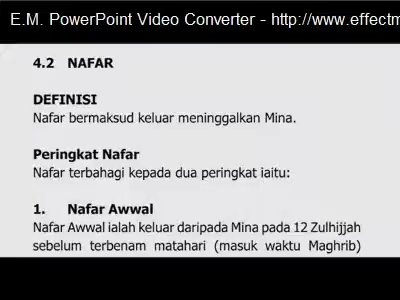 E.M. PowerPoint Video Converter - http://www.effectm
4.2 NAFAR
DEFINISI
Nafar bermaksud keluar meninggalkan Mina.
Peringkat Nafar
Nafar terbahagi kepada dua peringkat iaitu:
1. Nafar Awwal
Nafar Awwal ialah keluar daripada Mina pada 12 Zulhijjah
sebelum terbenam matahari (masuk waktu Maghrib)